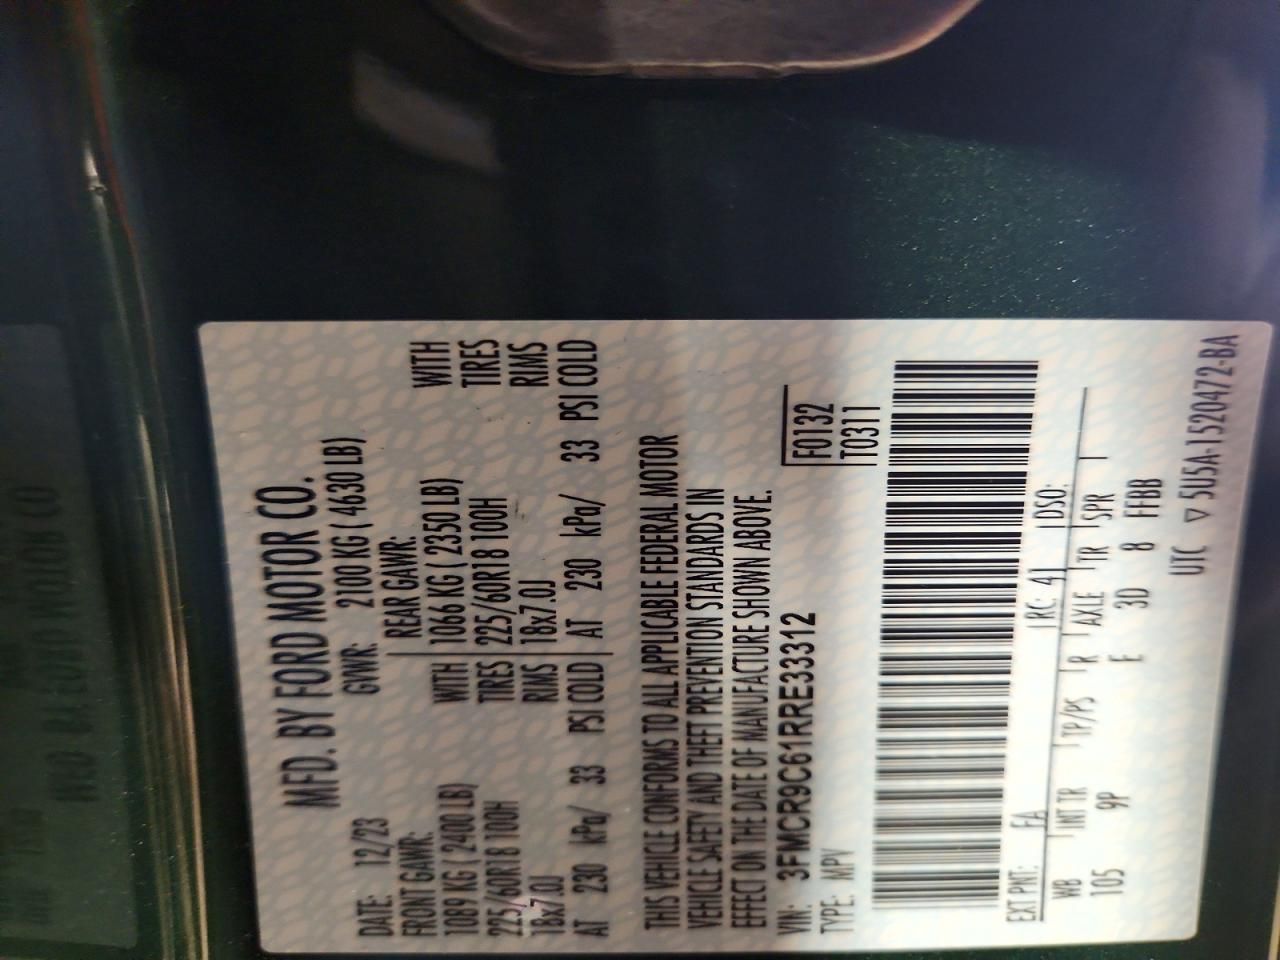 MFD. BY FORD MOTOR CO.
DATE: 12/23 GVWR: 2100 KG ( 4630 LB)
FRONT GAWR: REAR GAWR:
1089 KG ( 2400 LB) WITH 1066 KG ( 2350 LB) WITH
225/60R18 100H TIRES 225/60R18 100H TIRES
18x7.0J RIMS 18x7.0J RIMS
AT 230 kPa/ 33 PSI COLD AT 230 kPa/ 33 PSI COLD
THIS VEHICLE CONFORMS TO ALL APPLICABLE FEDERAL MOTOR
VEHICLE SAFETY AND THEFT PREVENTION STANDARDS IN
EFFECT ON THE DATE OF MANUFACTURE SHOWN ABOVE.
VIN: 3FMCR9C61RRE33312 F0132
TYPE: MPV T0311
EXT PNT: FA RC: 41 DSO:
WB INT TR TP/PS R AXLE TR SPR
105 9P E 3D 8 FFBB
UTC ▽ 5U5A-1520472-BA